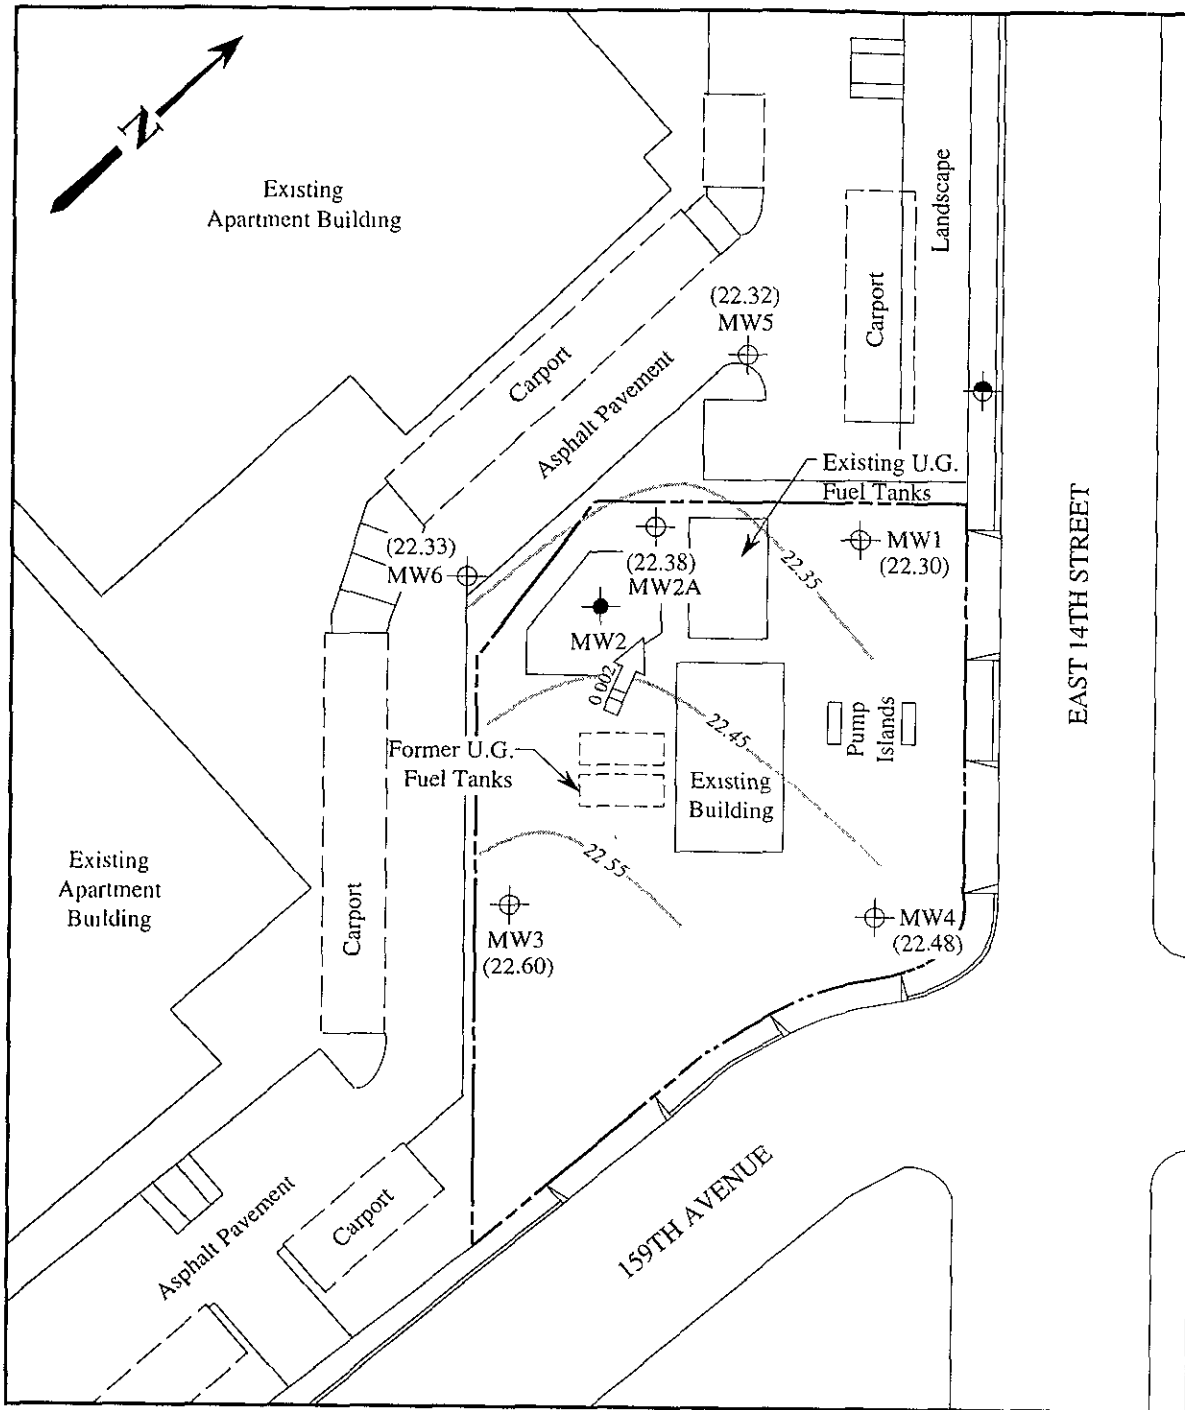 N
Existing
Apartment Building
Landscape
Carport
(22.32)
MW5
Carport
Asphalt Pavement
Existing U.G.
Fuel Tanks
EAST 14TH STREET
(22.33)
MW6
(22.38)
MW2A
22.35
MW1
(22.30)
MW2
0 002
22.45
Pump
Islands
Former U.G.
Fuel Tanks
Existing
Building
22.55
Existing
Apartment
Building
Carport
MW3
(22.60)
MW4
(22.48)
159TH AVENUE
Asphalt Pavement
Carport